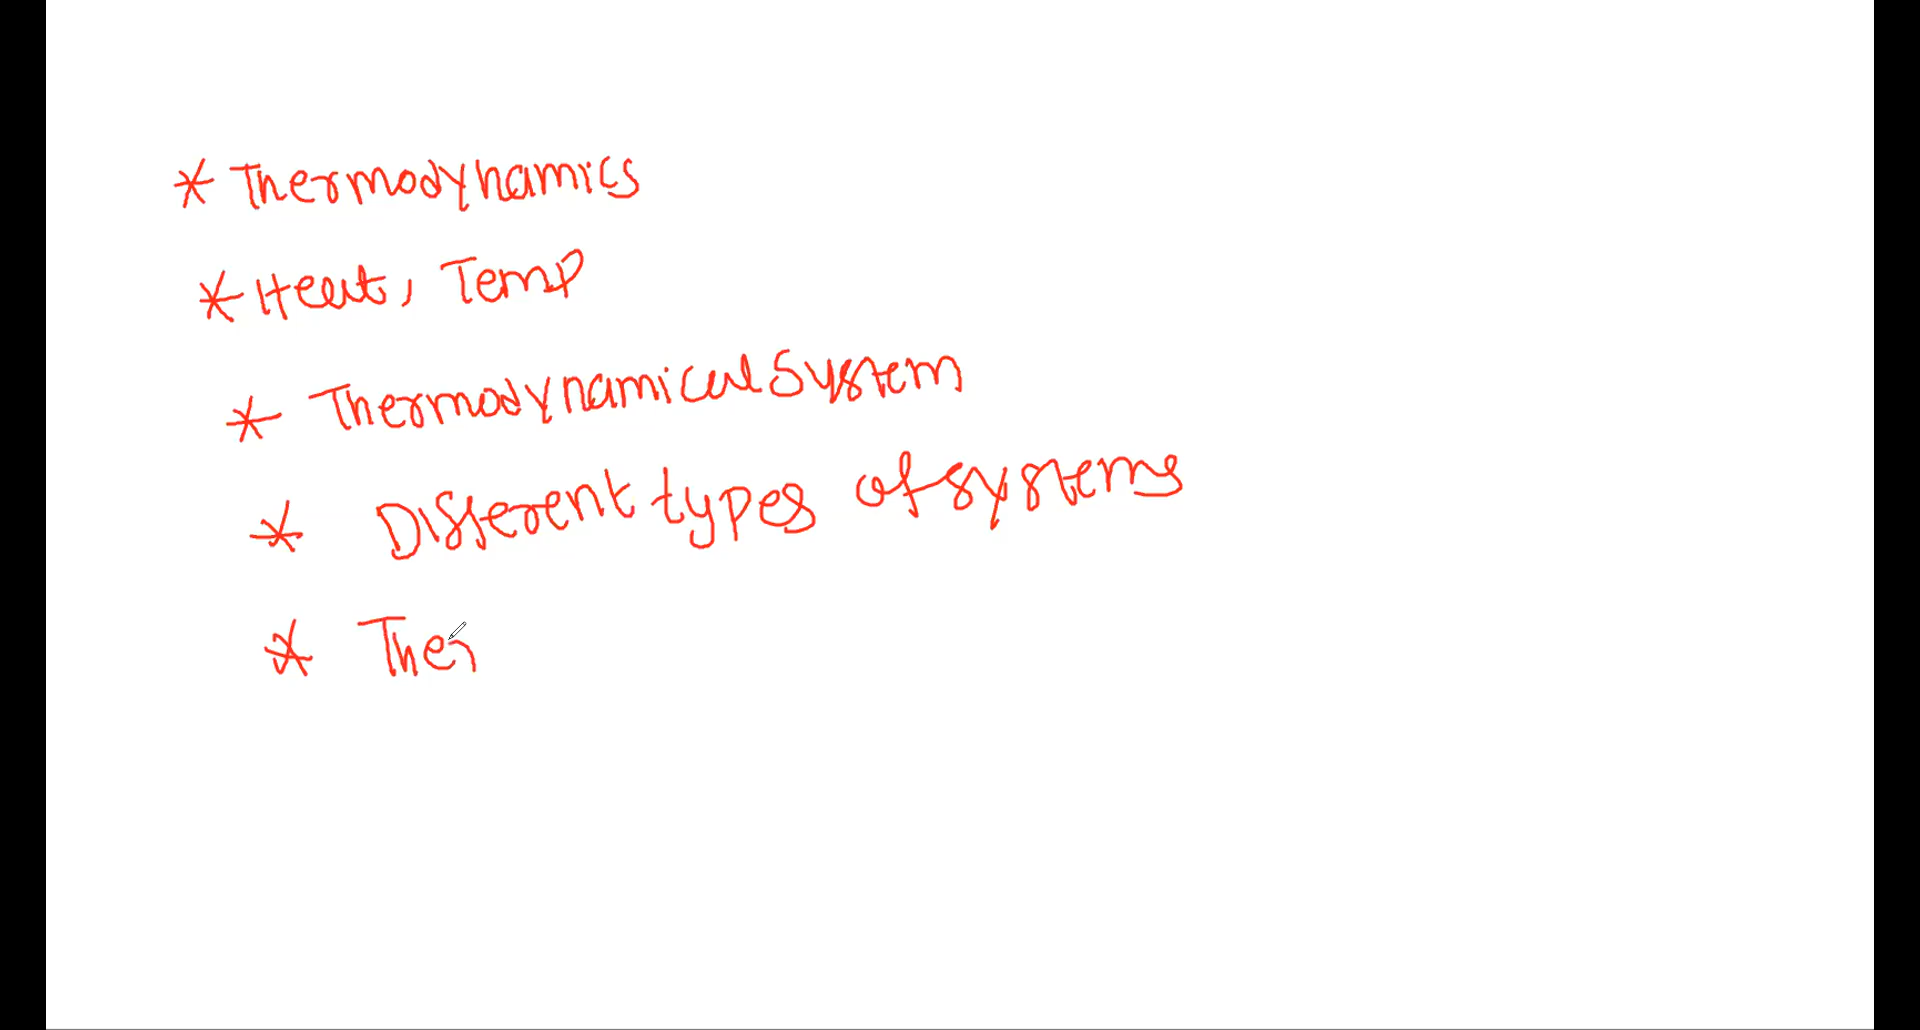 * Thermodynamics
* Heat, Temp
* Thermodynamical System
* Different types of systems
* Ther